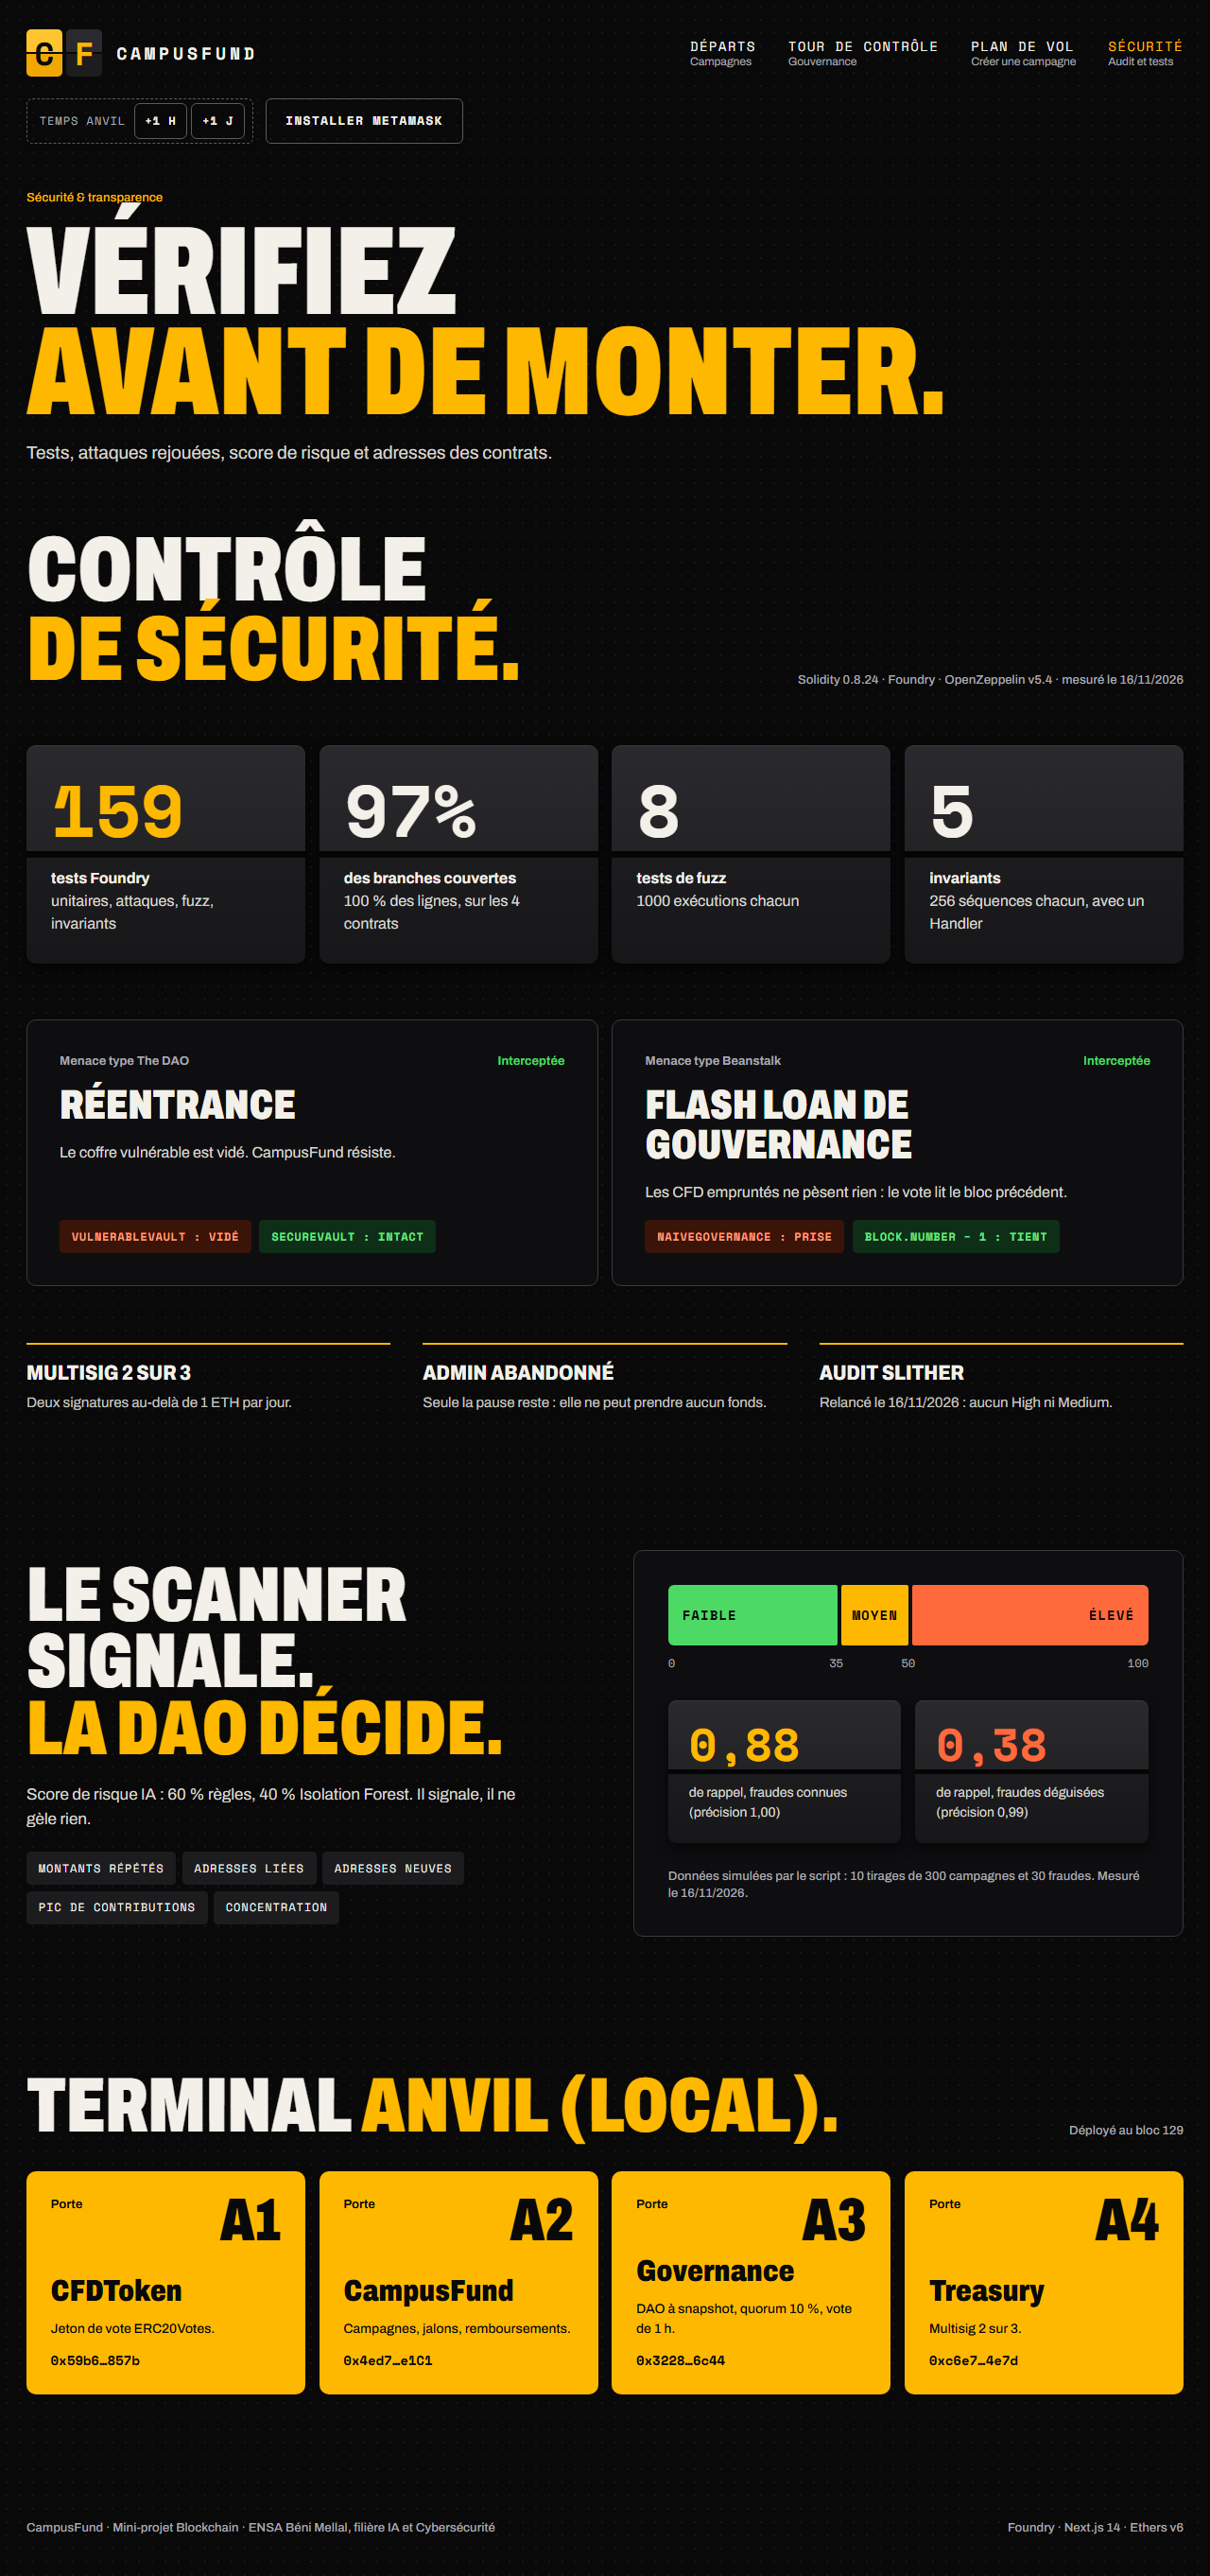 CF CAMPUSFUND
DÉPARTS
Campagnes
TOUR DE CONTRÔLE
Gouvernance
PLAN DE VOL
Créer une campagne
SÉCURITÉ
Audit et tests
TEMPS ANVIL +1 H +1 J
INSTALLER METAMASK
Sécurité & transparence
VÉRIFIEZ
AVANT DE MONTER.
Tests, attaques rejouées, score de risque et adresses des contrats.
CONTRÔLE
DE SÉCURITÉ.
Solidity 0.8.24 · Foundry · OpenZeppelin v5.4 · mesuré le 16/11/2026
159
tests Foundry
unitaires, attaques, fuzz,
invariants
97%
des branches couvertes
100 % des lignes, sur les 4
contrats
8
tests de fuzz
1000 exécutions chacun
5
invariants
256 séquences chacun, avec un
Handler
Menace type The DAO
Interceptée
RÉENTRANCE
Le coffre vulnérable est vidé. CampusFund résiste.
VULNERABLEVAULT : VIDÉ
SECUREVAULT : INTACT
Menace type Beanstalk
Interceptée
FLASH LOAN DE
GOUVERNANCE
Les CFD empruntés ne pèsent rien : le vote lit le bloc précédent.
NAIVEGOVERNANCE : PRISE
BLOCK.NUMBER − 1 : TIENT
MULTISIG 2 SUR 3
Deux signatures au-delà de 1 ETH par jour.
ADMIN ABANDONNÉ
Seule la pause reste : elle ne peut prendre aucun fonds.
AUDIT SLITHER
Relancé le 16/11/2026 : aucun High ni Medium.
LE SCANNER
SIGNALE.
LA DAO DÉCIDE.
Score de risque IA : 60 % règles, 40 % Isolation Forest. Il signale, il ne
gèle rien.
MONTANTS RÉPÉTÉS
ADRESSES LIÉES
ADRESSES NEUVES
PIC DE CONTRIBUTIONS
CONCENTRATION
FAIBLE
MOYEN
ÉLEVÉ
0 35 50 100
0,88
de rappel, fraudes connues
(précision 1,00)
0,38
de rappel, fraudes déguisées
(précision 0,99)
Données simulées par le script : 10 tirages de 300 campagnes et 30 fraudes. Mesuré
le 16/11/2026.
TERMINAL ANVIL (LOCAL).
Déployé au bloc 129
Porte
A1
CFDToken
Jeton de vote ERC20Votes.
0x59b6…857b
Porte
A2
CampusFund
Campagnes, jalons, remboursements.
0x4ed7…e1C1
Porte
A3
Governance
DAO à snapshot, quorum 10 %, vote
de 1 h.
0x3228…6c44
Porte
A4
Treasury
Multisig 2 sur 3.
0xc6e7…4e7d
CampusFund · Mini-projet Blockchain · ENSA Béni Mellal, filière IA et Cybersécurité
Foundry · Next.js 14 · Ethers v6